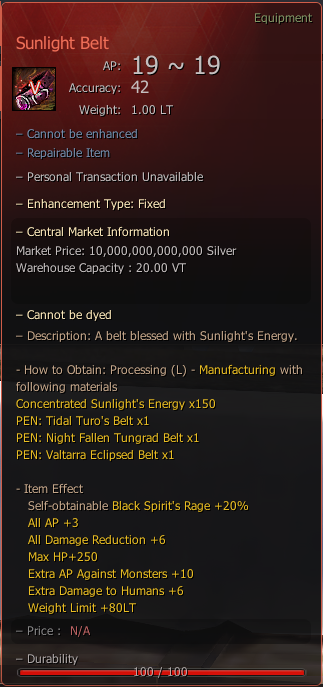 Equipment
Sunlight Belt
AP: 19 ~ 19
Accuracy: 42
Weight: 1.00 LT
V
– Cannot be enhanced
– Repairable Item
– Personal Transaction Unavailable
– Enhancement Type: Fixed
– Central Market Information
Market Price: 10,000,000,000,000 Silver
Warehouse Capacity : 20.00 VT
– Cannot be dyed
– Description: A belt blessed with Sunlight's Energy.
- How to Obtain: Processing (L) - Manufacturing with
following materials
Concentrated Sunlight's Energy x150
PEN: Tidal Turo's Belt x1
PEN: Night Fallen Tungrad Belt x1
PEN: Valtarra Eclipsed Belt x1
- Item Effect
Self-obtainable Black Spirit's Rage +20%
All AP +3
All Damage Reduction +6
Max HP+250
Extra AP Against Monsters +10
Extra Damage to Humans +6
Weight Limit +80LT
– Price : N/A
– Durability
100 / 100